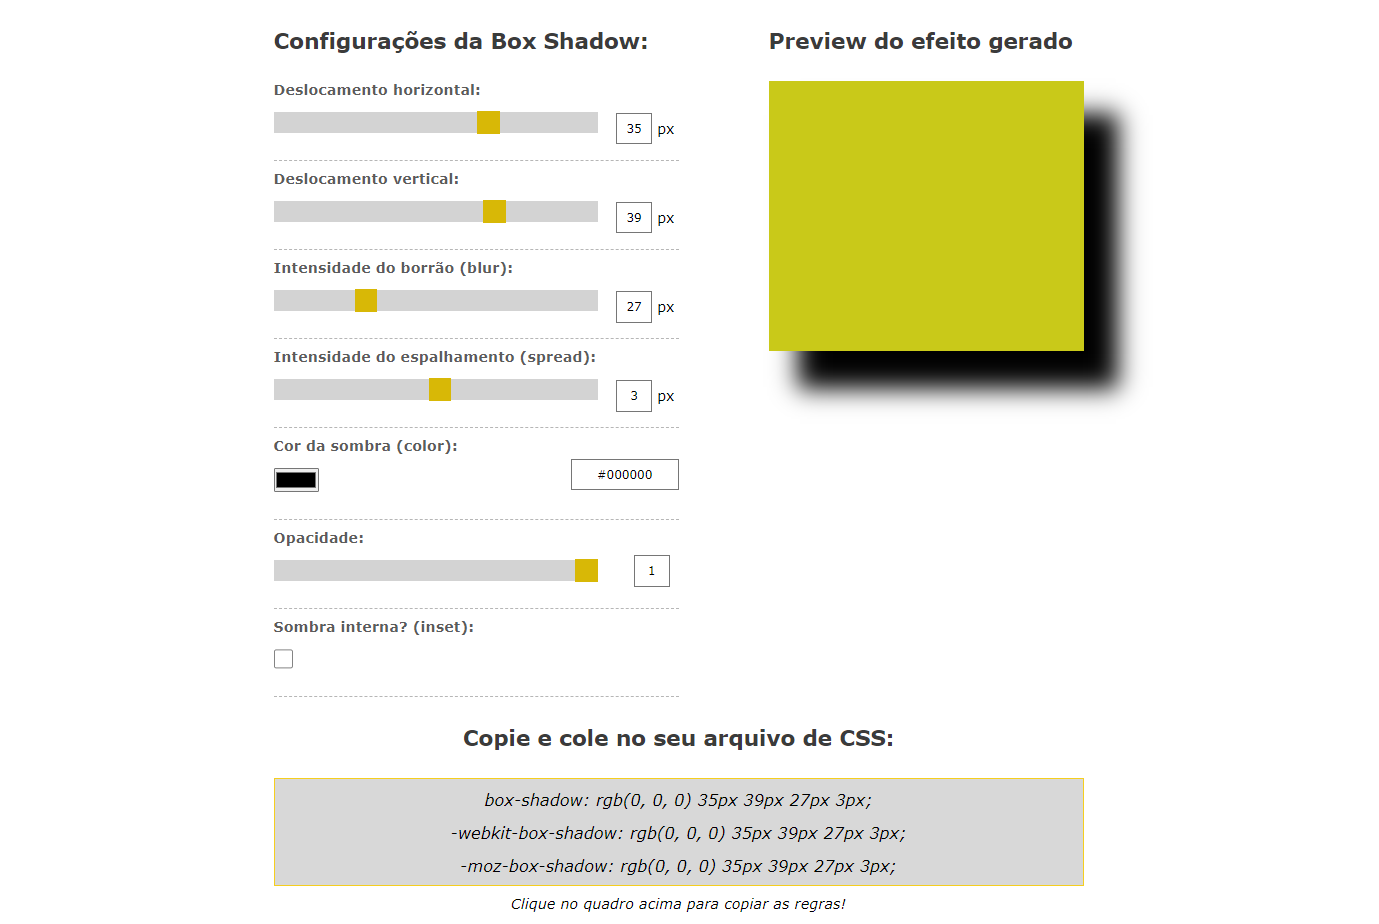 Configurações da Box Shadow:
Deslocamento horizontal:
35 px
Deslocamento vertical:
39 px
Intensidade do borrão (blur):
27 px
Intensidade do espalhamento (spread):
3 px
Cor da sombra (color):
#000000
Opacidade:
1
Sombra interna? (inset):
Preview do efeito gerado
Copie e cole no seu arquivo de CSS:
box-shadow: rgb(0, 0, 0) 35px 39px 27px 3px;
-webkit-box-shadow: rgb(0, 0, 0) 35px 39px 27px 3px;
-moz-box-shadow: rgb(0, 0, 0) 35px 39px 27px 3px;
Clique no quadro acima para copiar as regras!